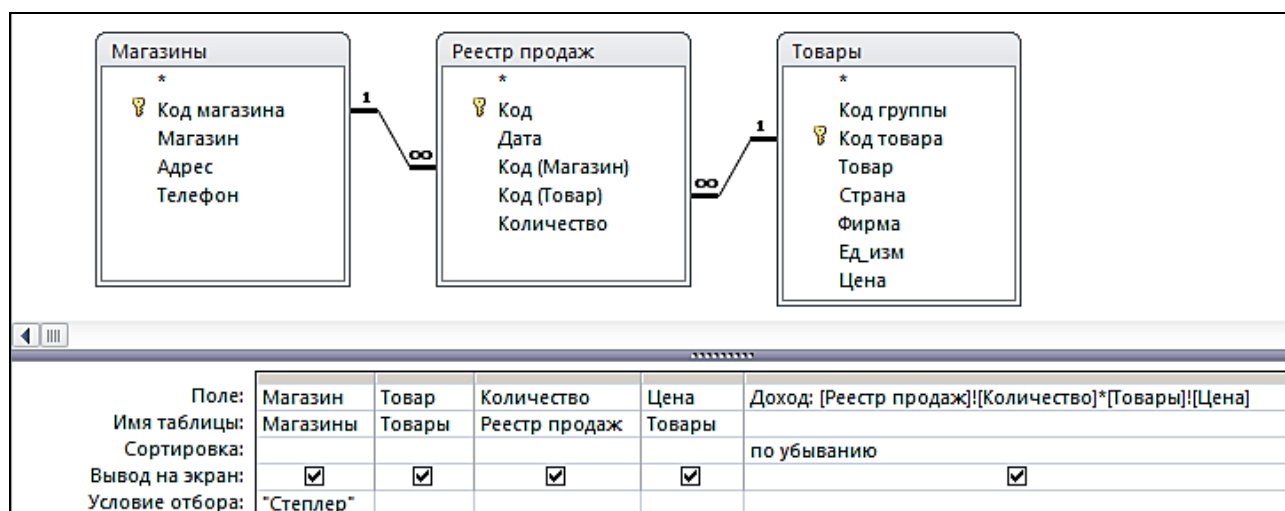 Магазины
*
Код магазина
Магазин
Адрес
Телефон
1
∞
Реестр продаж
*
Код
Дата
Код (Магазин)
Код (Товар)
Количество
∞
1
Товары
*
Код группы
Код товара
Товар
Страна
Фирма
Ед_изм
Цена
Поле: Магазин Товар Количество Цена Доход: [Реестр продаж]![Количество]*[Товары]![Цена]
Имя таблицы: Магазины Товары Реестр продаж Товары
Сортировка: по убыванию
Вывод на экран:
Условие отбора: "Степлер"